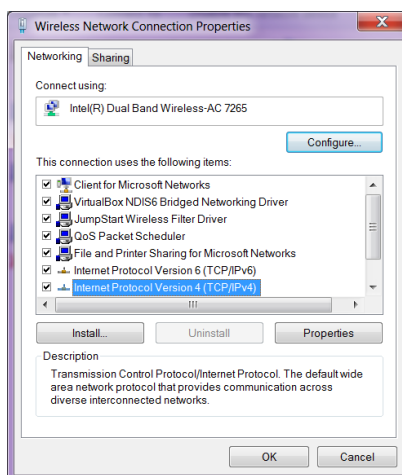 Wireless Network Connection Properties
Networking
Sharing
Connect using:
Intel(R) Dual Band Wireless-AC 7265
Configure...
This connection uses the following items:
Client for Microsoft Networks
VirtualBox NDIS6 Bridged Networking Driver
JumpStart Wireless Filter Driver
QoS Packet Scheduler
File and Printer Sharing for Microsoft Networks
Internet Protocol Version 6 (TCP/IPv6)
Internet Protocol Version 4 (TCP/IPv4)
Install...
Uninstall
Properties
Description
Transmission Control Protocol/Internet Protocol. The default wide
area network protocol that provides communication across
diverse interconnected networks.
OK
Cancel